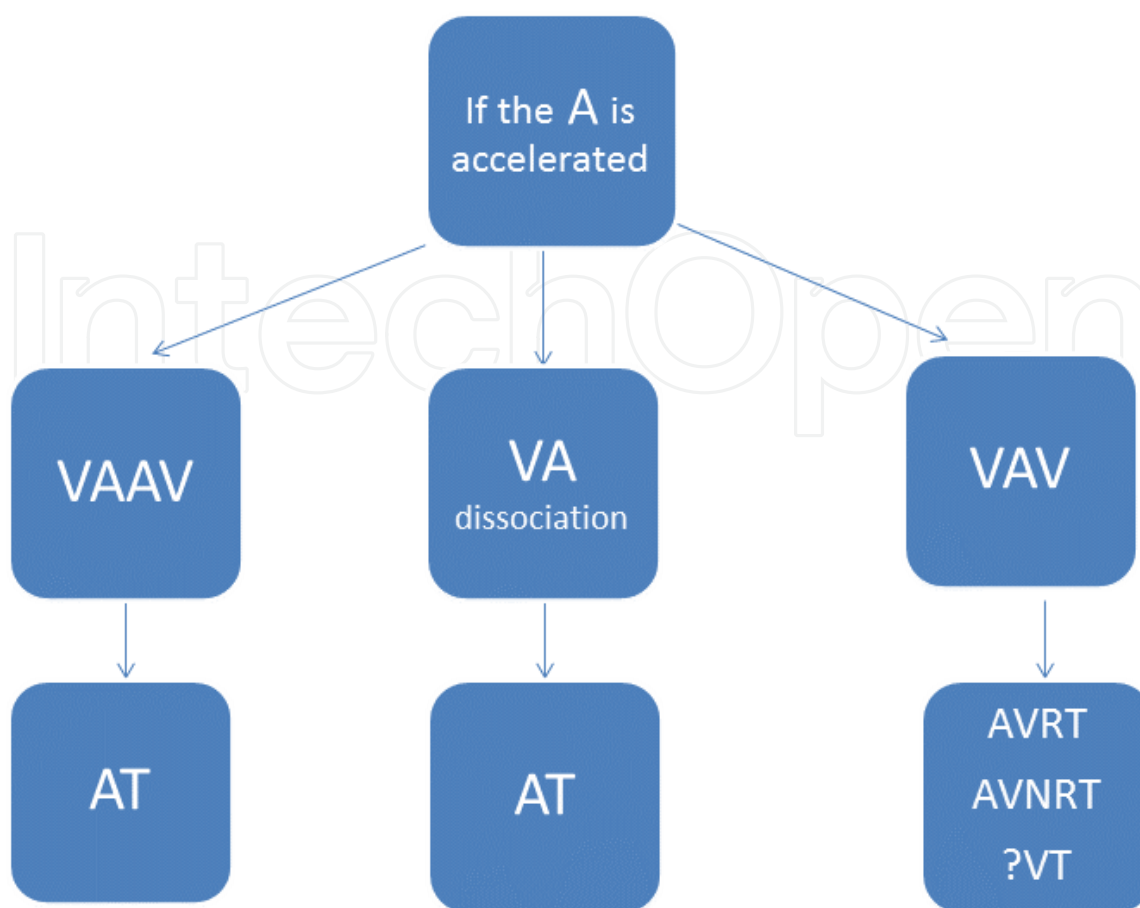 If the A is
accelerated
IntechOpen
VAAV
VA
dissociation
VAV
AT
AT
AVRT
AVNRT
?VT